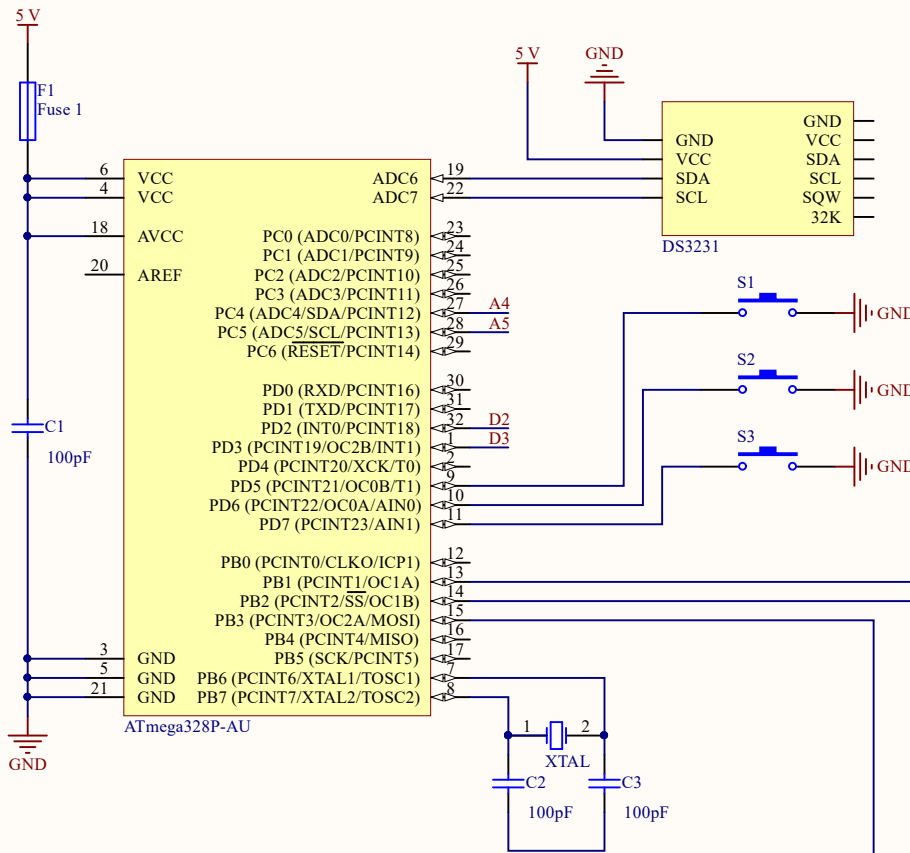 5 V
F1
Fuse 1
6 VCC
4 VCC
18 AVCC
20 AREF
3 GND
5 GND
21 GND
C1
100pF
GND
ADC6 19
ADC7 22
PC0 (ADC0/PCINT8) 23
PC1 (ADC1/PCINT9) 24
PC2 (ADC2/PCINT10) 25
PC3 (ADC3/PCINT11) 26
PC4 (ADC4/SDA/PCINT12) 27 A4
PC5 (ADC5/SCL/PCINT13) 28 A5
PC6 (RESET/PCINT14) 29
PD0 (RXD/PCINT16) 30
PD1 (TXD/PCINT17) 31
PD2 (INT0/PCINT18) 32 D2
PD3 (PCINT19/OC2B/INT1) 1 D3
PD4 (PCINT20/XCK/T0) 2
PD5 (PCINT21/OC0B/T1) 9
PD6 (PCINT22/OC0A/AIN0) 10
PD7 (PCINT23/AIN1) 11
PB0 (PCINT0/CLKO/ICP1) 12
PB1 (PCINT1/OC1A) 13
PB2 (PCINT2/SS/OC1B) 14
PB3 (PCINT3/OC2A/MOSI) 15
PB4 (PCINT4/MISO) 16
PB5 (SCK/PCINT5) 17
PB6 (PCINT6/XTAL1/TOSC1) 7
PB7 (PCINT7/XTAL2/TOSC2) 8
ATmega328P-AU
5 V
GND
GND
VCC
SDA
SCL
GND
VCC
SDA
SCL
SQW
32K
DS3231
S1
GND
S2
GND
S3
GND
1 2
XTAL
C2
100pF
C3
100pF